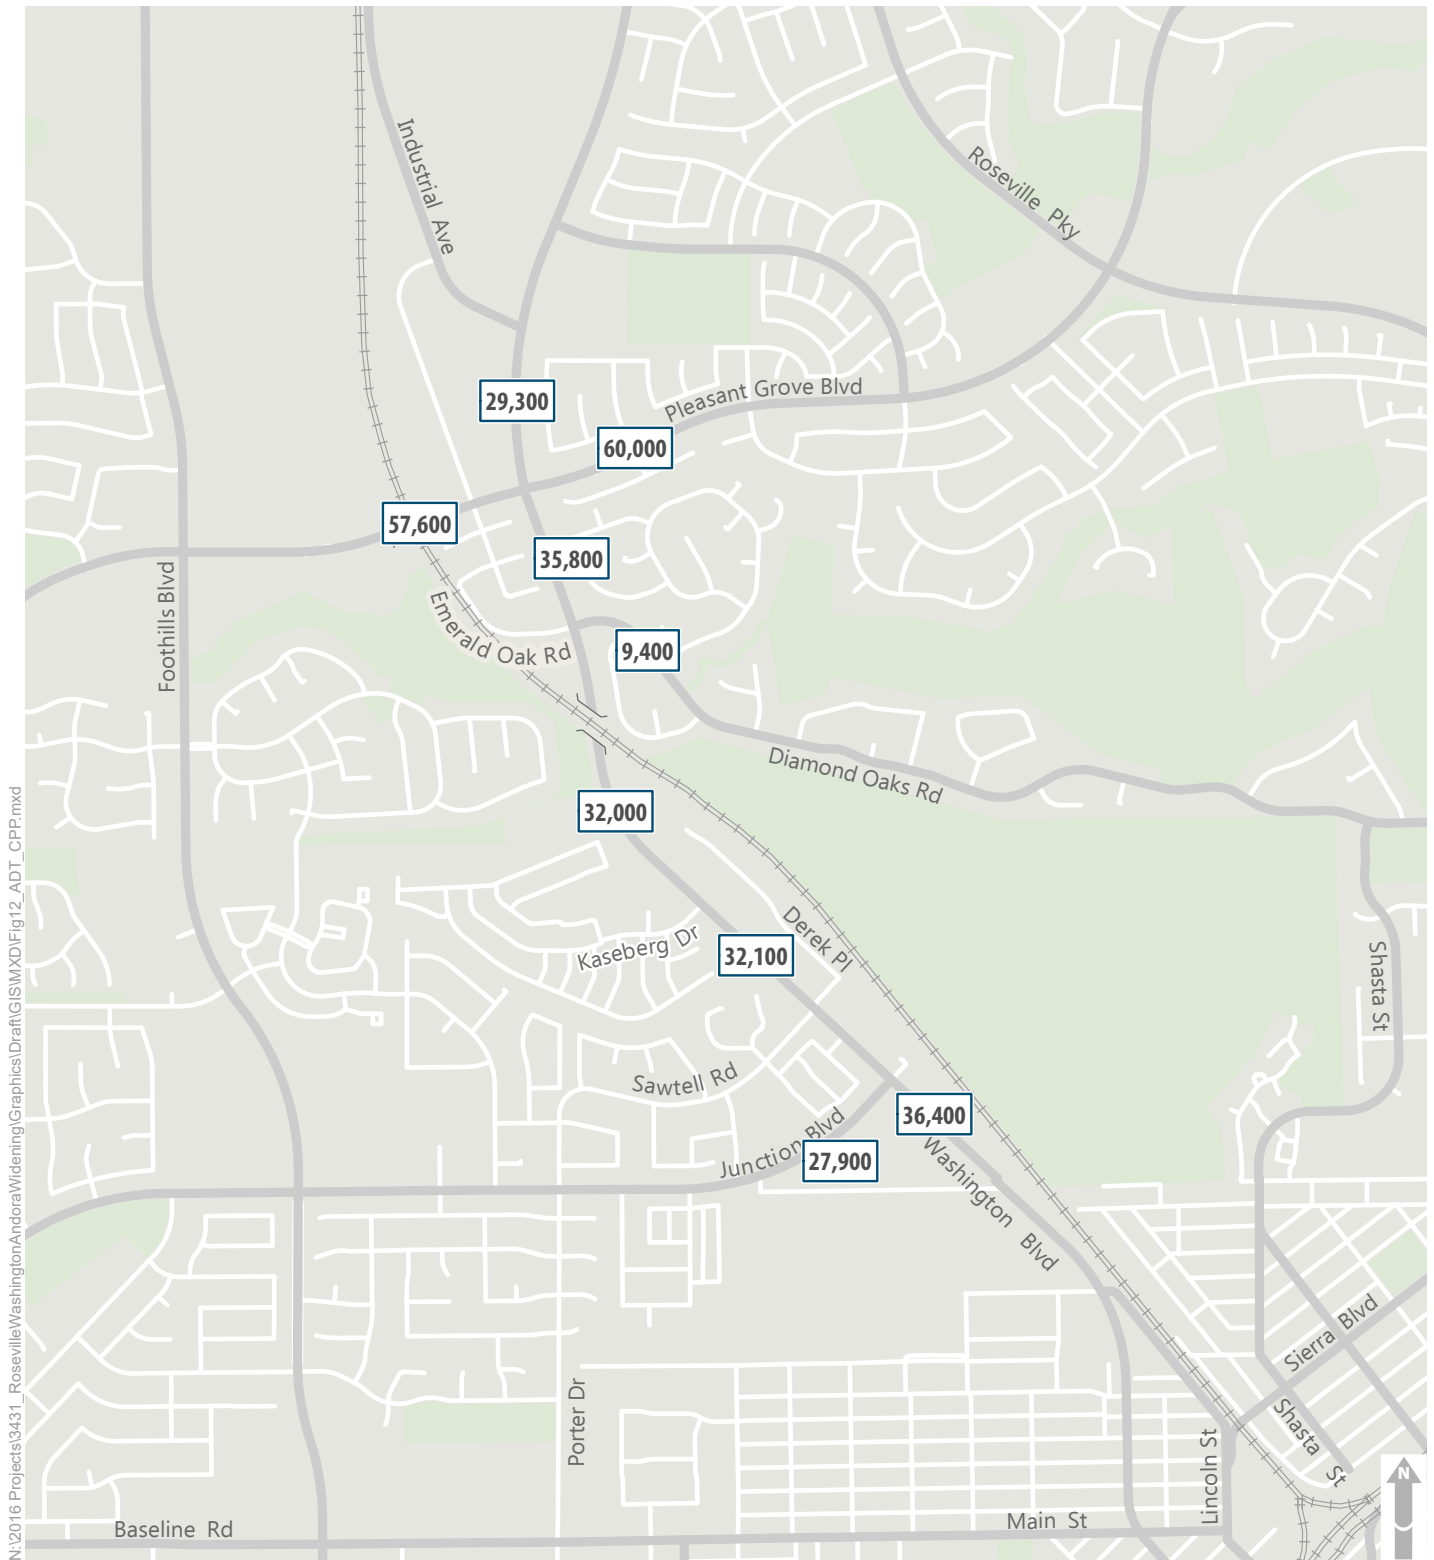 Industrial Ave
Roseville Pky
29,300
Pleasant Grove Blvd
60,000
57,600
35,800
Foothills Blvd
Emerald Oak Rd
9,400
Diamond Oaks Rd
32,000
Derek Pl
Kaseberg Dr
32,100
Shasta St
Sawtell Rd
36,400
Junction Blvd
27,900
Washington Blvd
Sierra Blvd
Porter Dr
Shasta St
Lincoln St
N
Main St
Baseline Rd
N:\2016 Projects\3431_RosevilleWashingtonAndoraWidening\Graphics\Draft\GIS\MXD\Fig12_ADT_CPP.mxd